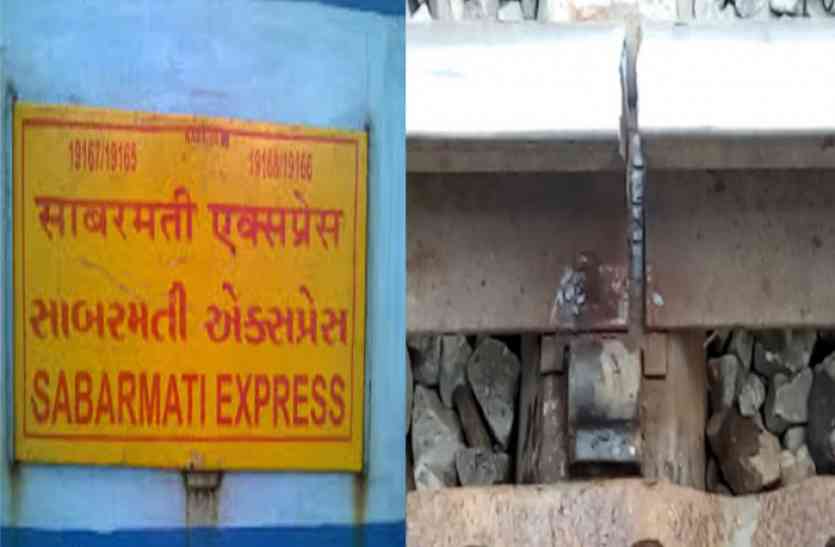 19167/19165 19168/19166
साबरमती एक्सप्रेस
સાબરમતી એક્સપ્રેસ
SABARMATI EXPRESS